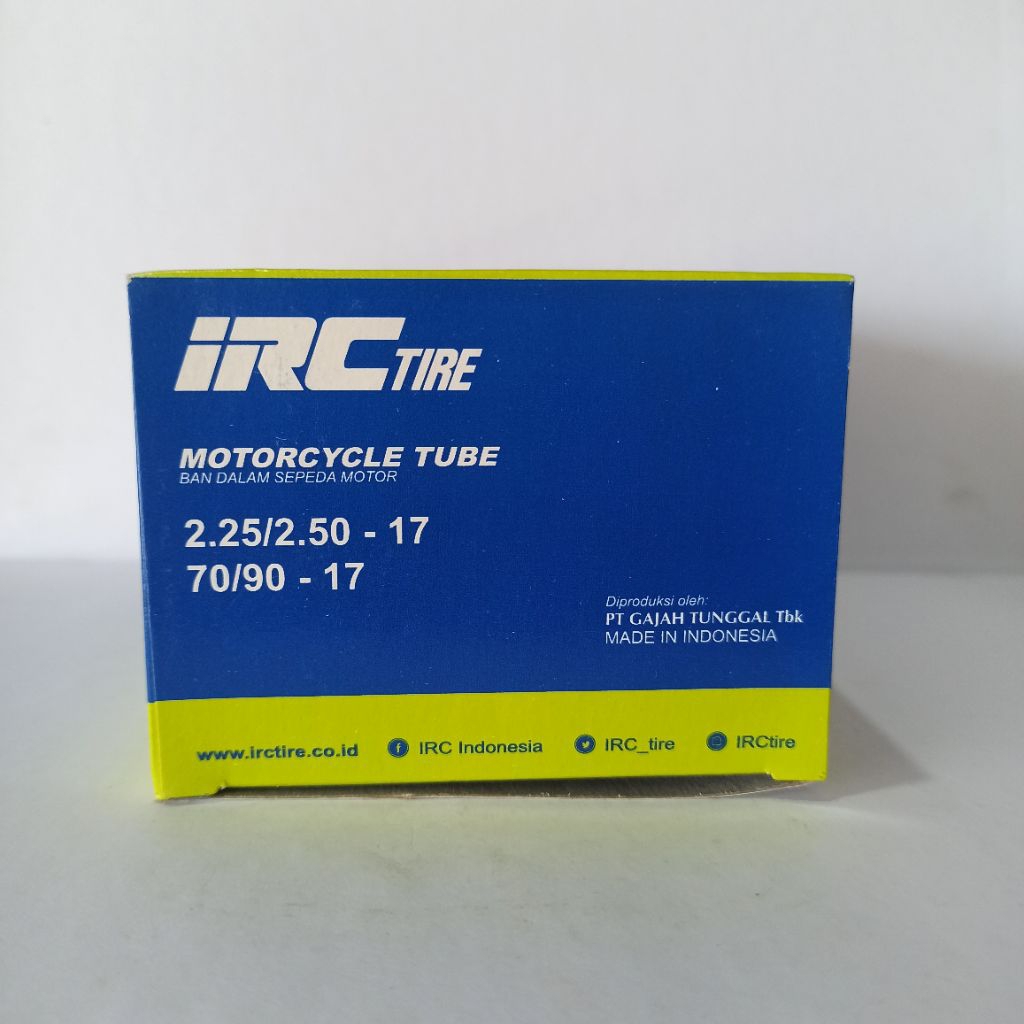 IRC TIRE
MOTORCYCLE TUBE
BAN DALAM SEPEDA MOTOR
2.25/2.50 - 17
70/90 - 17
Diproduksi oleh:
PT GAJAH TUNGGAL Tbk
MADE IN INDONESIA
www.irctire.co.id IRC Indonesia IRC_tire IRCtire